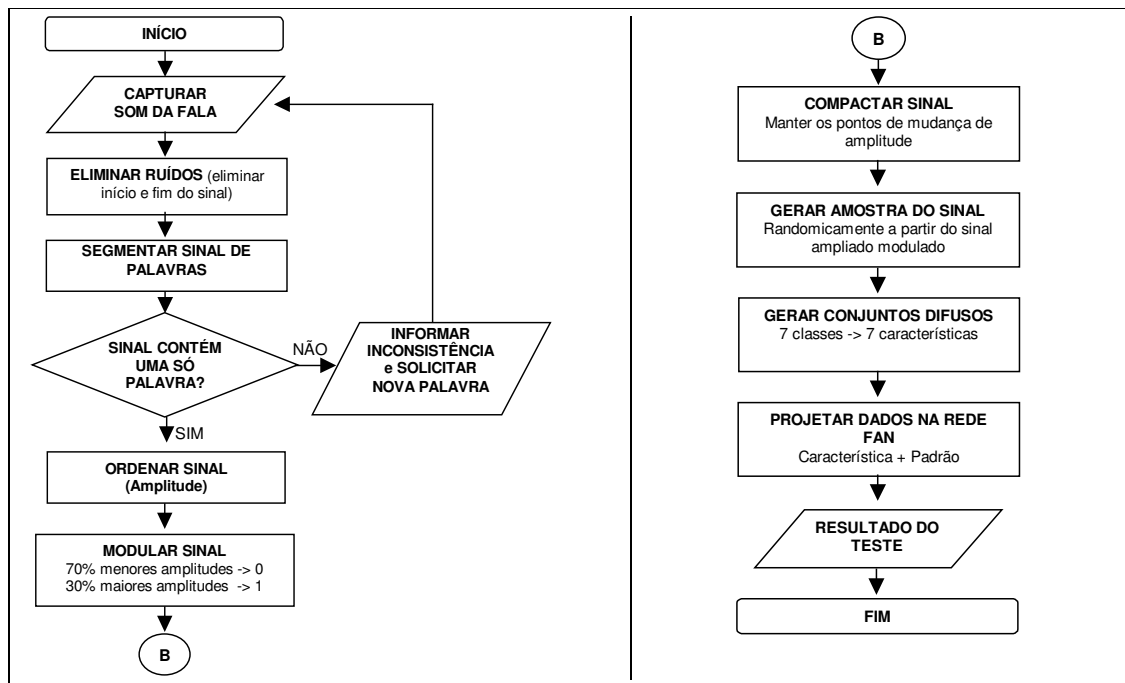 INÍCIO
CAPTURAR
SOM DA FALA
ELIMINAR RUÍDOS (eliminar
início e fim do sinal)
SEGMENTAR SINAL DE
PALAVRAS
SINAL CONTÉM
UMA SÓ
PALAVRA?
NÃO
INFORMAR
INCONSISTÊNCIA
e SOLICITAR
NOVA PALAVRA
SIM
ORDENAR SINAL
(Amplitude)
MODULAR SINAL
70% menores amplitudes -> 0
30% maiores amplitudes -> 1
B
B
COMPACTAR SINAL
Manter os pontos de mudança de
amplitude
GERAR AMOSTRA DO SINAL
Randomicamente a partir do sinal
ampliado modulado
GERAR CONJUNTOS DIFUSOS
7 classes -> 7 características
PROJETAR DADOS NA REDE
FAN
Característica + Padrão
RESULTADO DO
TESTE
FIM